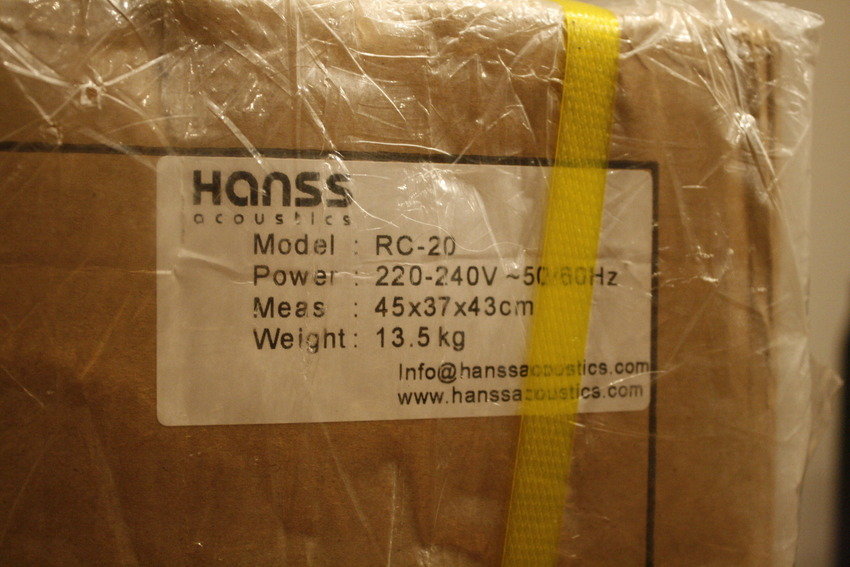 Hanss
acoustics
Model : RC-20
Power : 220-240V ~50/60Hz
Meas : 45x37x43cm
Weight : 13.5 kg
Info@hanssacoustics.com
www.hanssacoustics.com